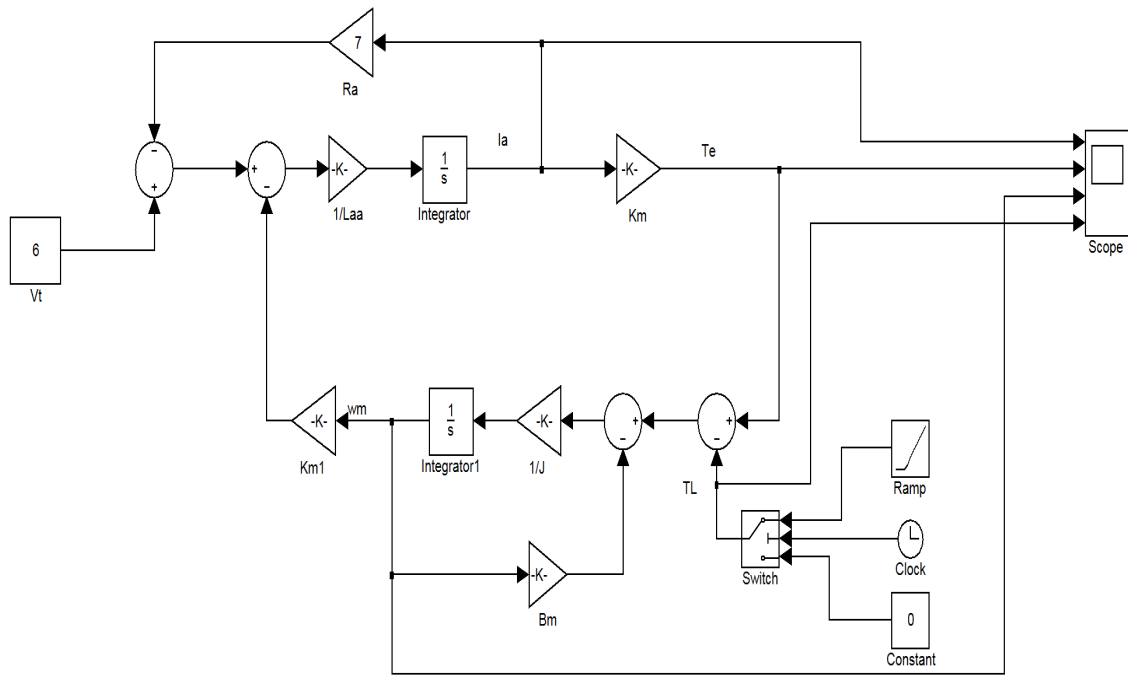 7
Ra
Ia
Te
−
+
+
−
-K-
1
s
-K-
1/Laa
Integrator
Km
Scope
6
Vt
wm
-K-
1
s
-K-
+
−
+
−
Km1
Integrator1
1/J
TL
Ramp
-K-
Bm
Switch
Clock
0
Constant